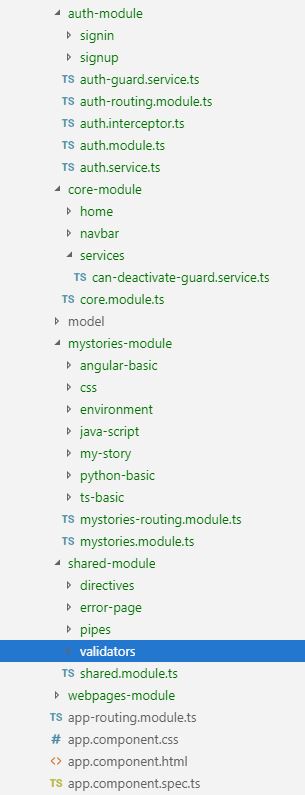 auth-module
signin
signup
TS auth-guard.service.ts
TS auth-routing.module.ts
TS auth.interceptor.ts
TS auth.module.ts
TS auth.service.ts
core-module
home
navbar
services
TS can-deactivate-guard.service.ts
TS core.module.ts
model
mystories-module
angular-basic
css
environment
java-script
my-story
python-basic
ts-basic
TS mystories-routing.module.ts
TS mystories.module.ts
shared-module
directives
error-page
pipes
validators
TS shared.module.ts
webpages-module
TS app-routing.module.ts
# app.component.css
<> app.component.html
TS app.component.spec.ts